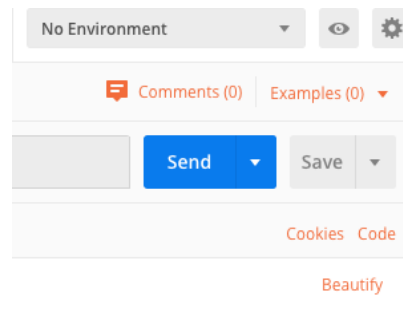 No Environment
Comments (0) Examples (0)
Send Save
Cookies Code
Beautify